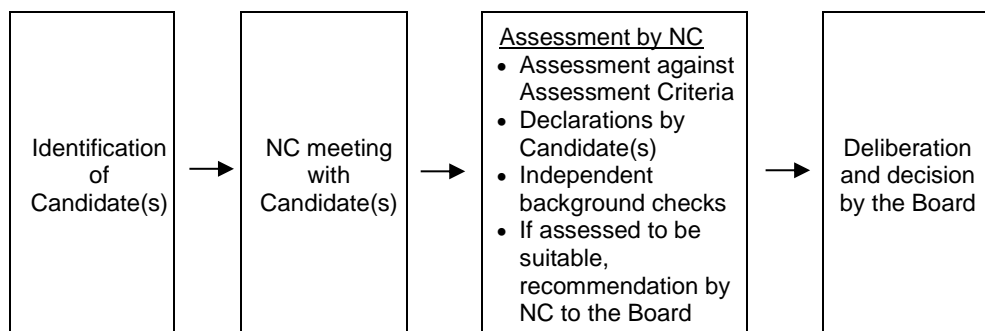 Identification
of
Candidate(s)
NC meeting
with
Candidate(s)
Assessment by NC
• Assessment against
Assessment Criteria
• Declarations by
Candidate(s)
• Independent
background checks
• If assessed to be
suitable,
recommendation by
NC to the Board
Deliberation
and decision
by the Board